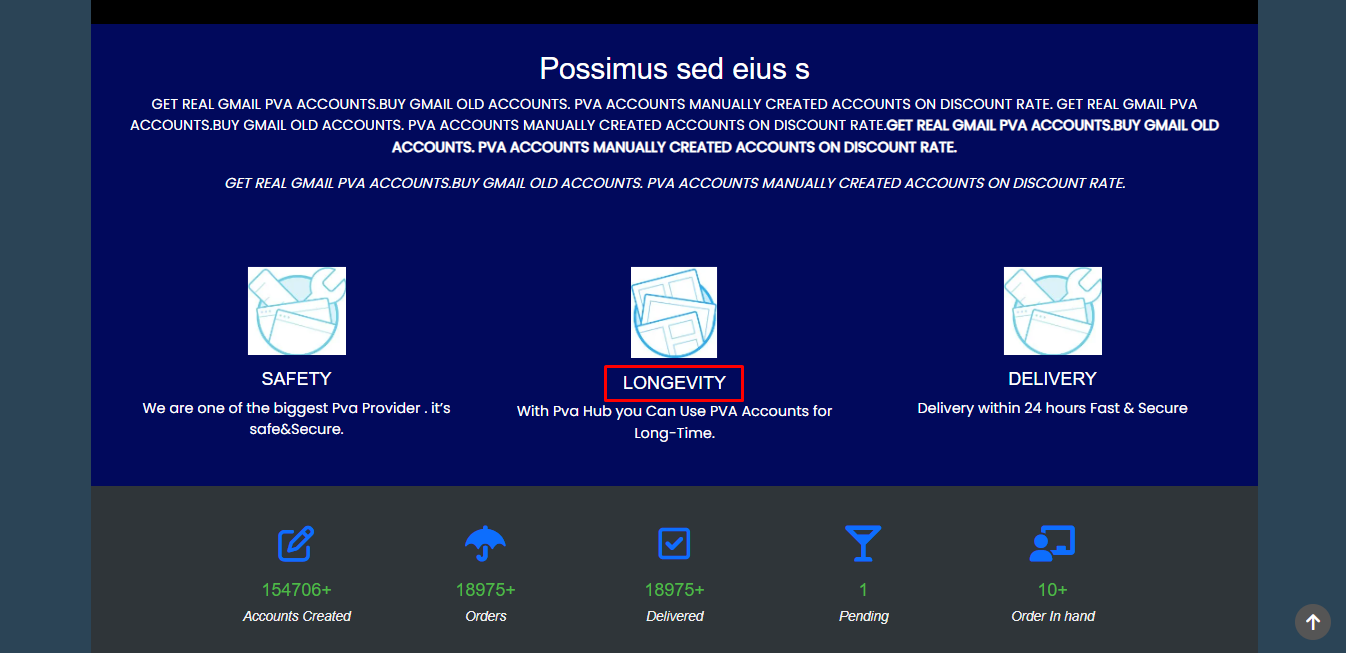 Possimus sed eius s
GET REAL GMAIL PVA ACCOUNTS.BUY GMAIL OLD ACCOUNTS. PVA ACCOUNTS MANUALLY CREATED ACCOUNTS ON DISCOUNT RATE. GET REAL GMAIL PVA
ACCOUNTS.BUY GMAIL OLD ACCOUNTS. PVA ACCOUNTS MANUALLY CREATED ACCOUNTS ON DISCOUNT RATE.GET REAL GMAIL PVA ACCOUNTS.BUY GMAIL OLD
ACCOUNTS. PVA ACCOUNTS MANUALLY CREATED ACCOUNTS ON DISCOUNT RATE.
GET REAL GMAIL PVA ACCOUNTS.BUY GMAIL OLD ACCOUNTS. PVA ACCOUNTS MANUALLY CREATED ACCOUNTS ON DISCOUNT RATE.
SAFETY
We are one of the biggest Pva Provider . it’s
safe&Secure.
LONGEVITY
With Pva Hub you Can Use PVA Accounts for
Long-Time.
DELIVERY
Delivery within 24 hours Fast & Secure
154706+
Accounts Created
18975+
Orders
18975+
Delivered
1
Pending
10+
Order In hand